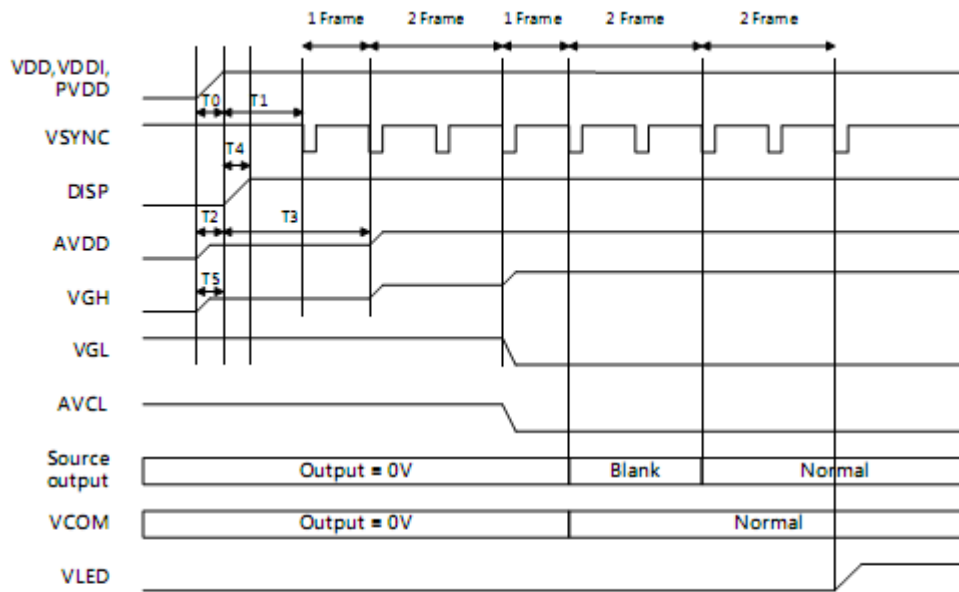 1 Frame 2 Frame 1 Frame 2 Frame 2 Frame
VDD,VDDI,
PVDD
T0 T1
VSYNC
T4
DISP
T2 T3
AVDD
T5
VGH
VGL
AVCL
Source
output
Output = 0V Blank Normal
VCOM Output = 0V Normal
VLED